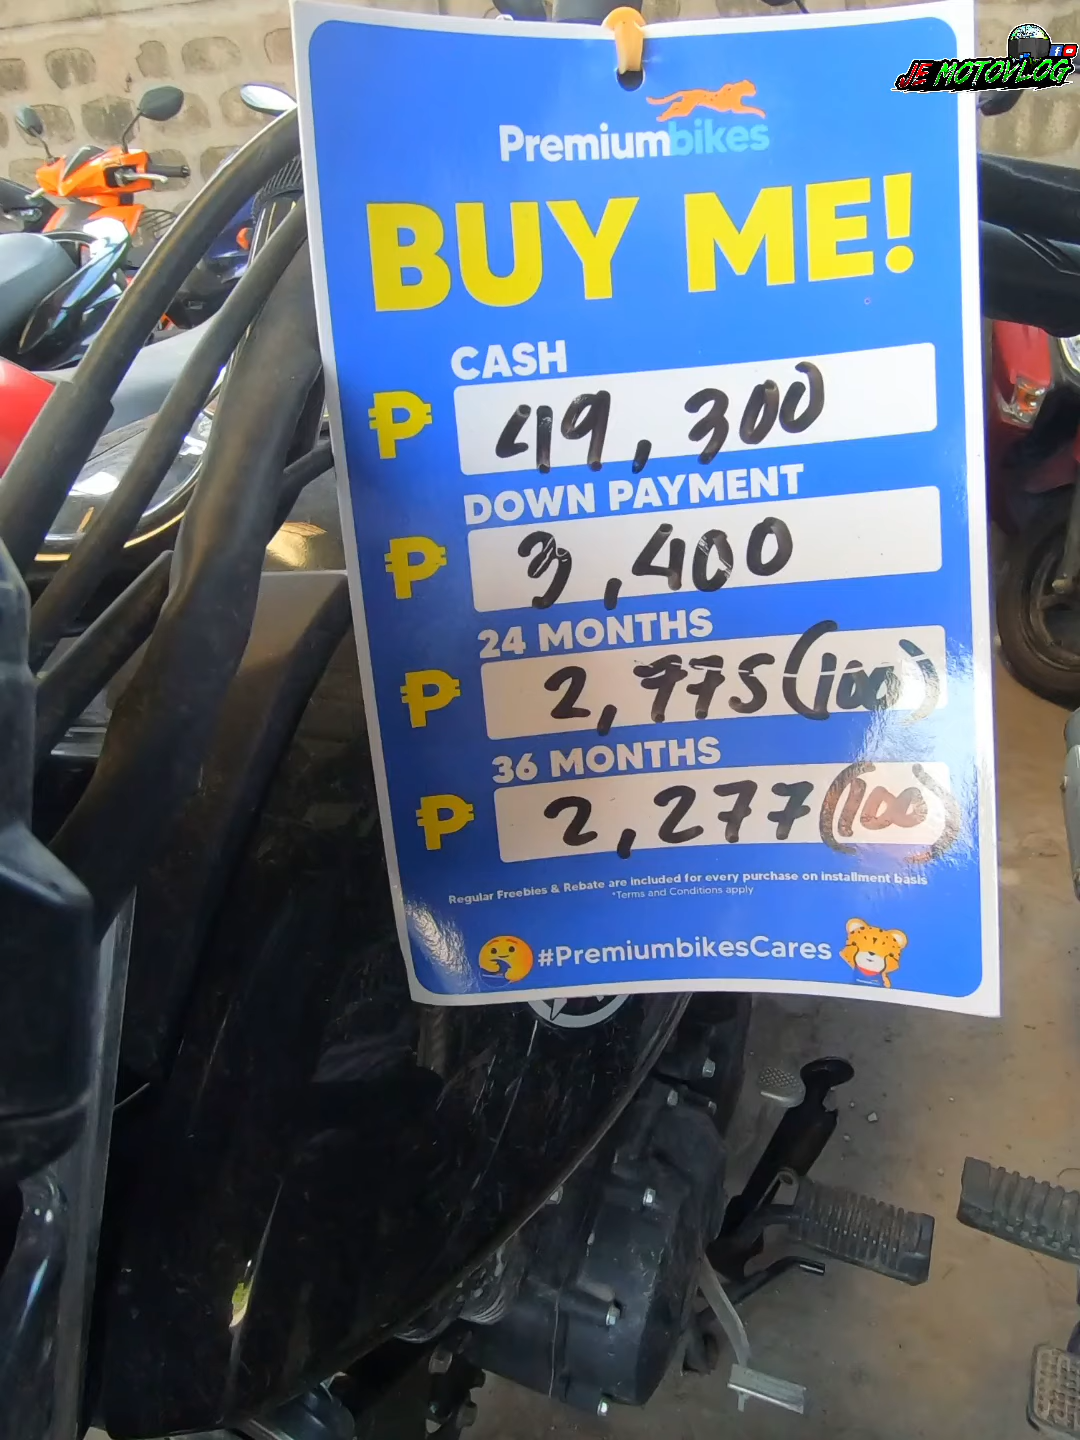 JE MOTOVLOG
Premiumbikes
BUY ME!
CASH
₱ 49,300
DOWN PAYMENT
₱ 3,400
24 MONTHS
₱ 2,975(100)
36 MONTHS
₱ 2,277(100)
Regular Freebies & Rebate are included for every purchase on installment basis
*Terms and Conditions apply
#PremiumbikesCares